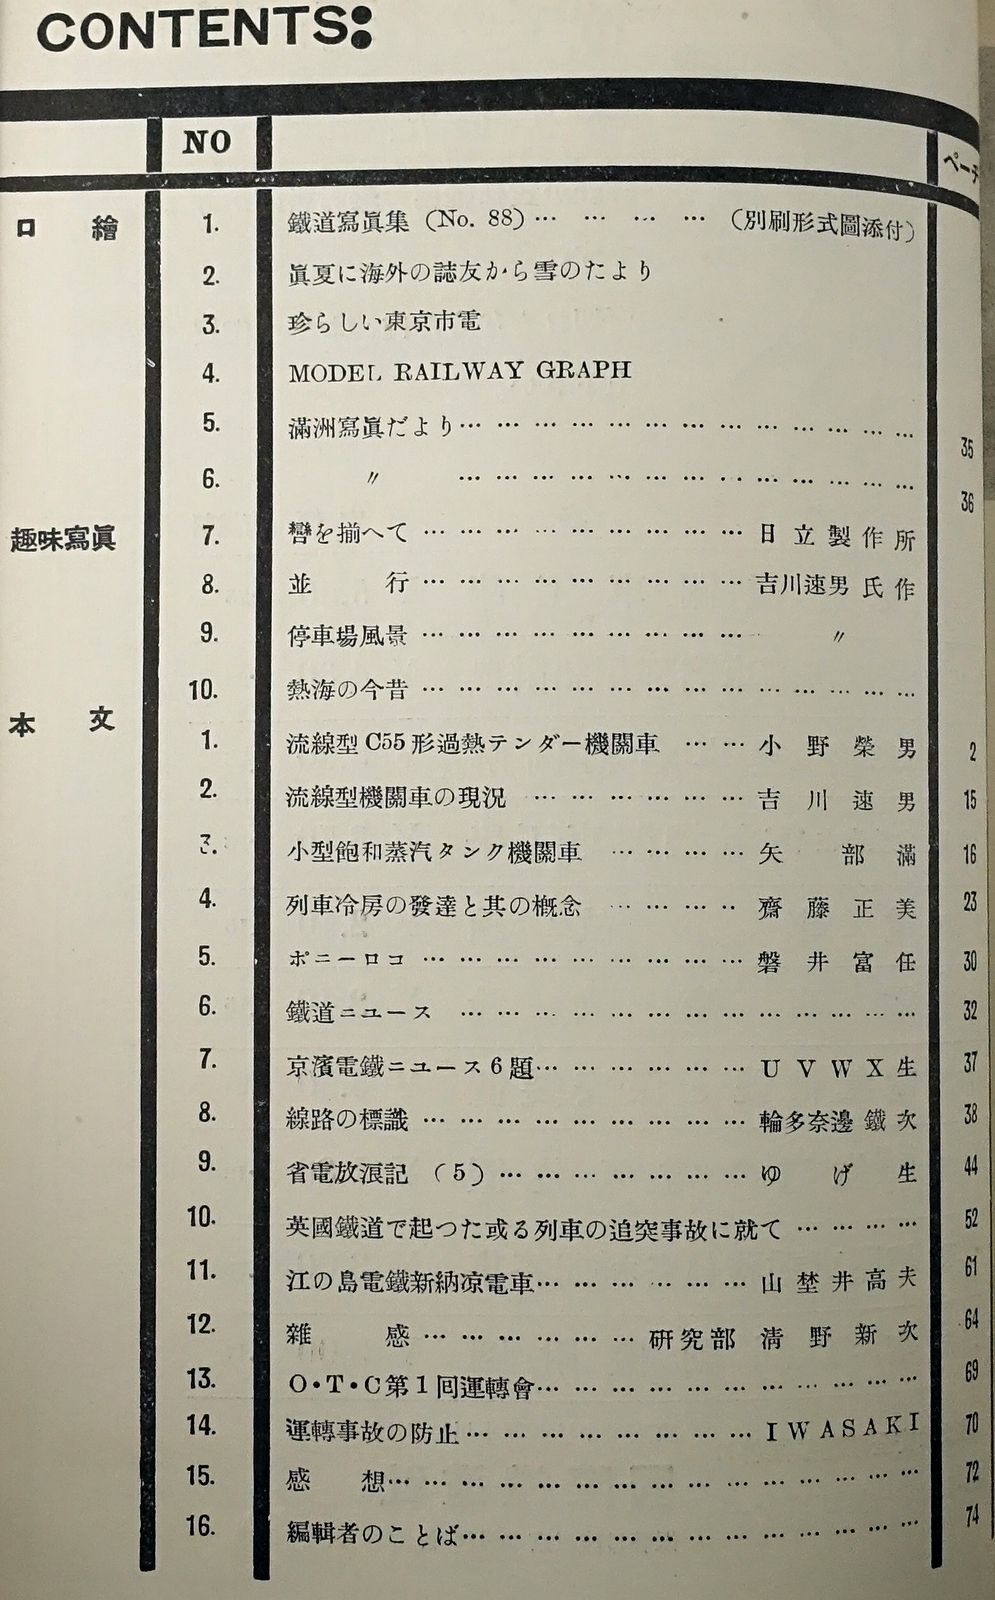 CONTENTS:
NO ページ
口繪 1. 鐵道寫眞集 (No. 88)… … … … (別刷形式圖添付)
2. 眞夏に海外の誌友から雪のたより
3. 珍らしい東京市電
4. MODEL RAILWAY GRAPH
5. 滿洲寫眞だより… … … … … … … … … … … … … 35
6. 〃 … … … … … … … … … … … … … 36
趣味寫眞 7. 轡を揃へて … … … … … … … … … 日立製作所
8. 並行 … … … … … … … … … 吉川速男氏作
9. 停車場風景 … … … … … … … … … 〃
10. 熱海の今昔 … … … … … … … … … … … … … …
本文 1. 流線型 C55 形過熱テンダー機關車 … … 小野榮男 2
2. 流線型機關車の現況 … … … … … … 吉川速男 15
3. 小型飽和蒸汽タンク機關車 … … … … 矢部滿 16
4. 列車冷房の發達と其の槪念 … … … … 齋藤正美 23
5. ポニーロコ … … … … … … … … … 磐井富任 30
6. 鐵道ニユース … … … … … … … … … … … … … 32
7. 京濱電鐵ニユース6題… … … … … … UVWX生 37
8. 線路の標識 … … … … … … … … … 輪多奈邊鐵次 38
9. 省電放浪記 (5) … … … … … … … ゆげ生 44
10. 英國鐵道で起つた或る列車の追突事故に就て … … … … 52
11. 江の島電鐵新納凉電車… … … … … … 山埜井高夫 61
12. 雜感 … … … … … … 研究部 淸野新次 64
13. O・T・C第1囘運轉會… … … … … … … … … … … 69
14. 運轉事故の防止… … … … … … … … IWASAKI 70
15. 感想… … … … … … … … … … … … … … … 72
16. 編輯者のことば… … … … … … … … … … … … … 74